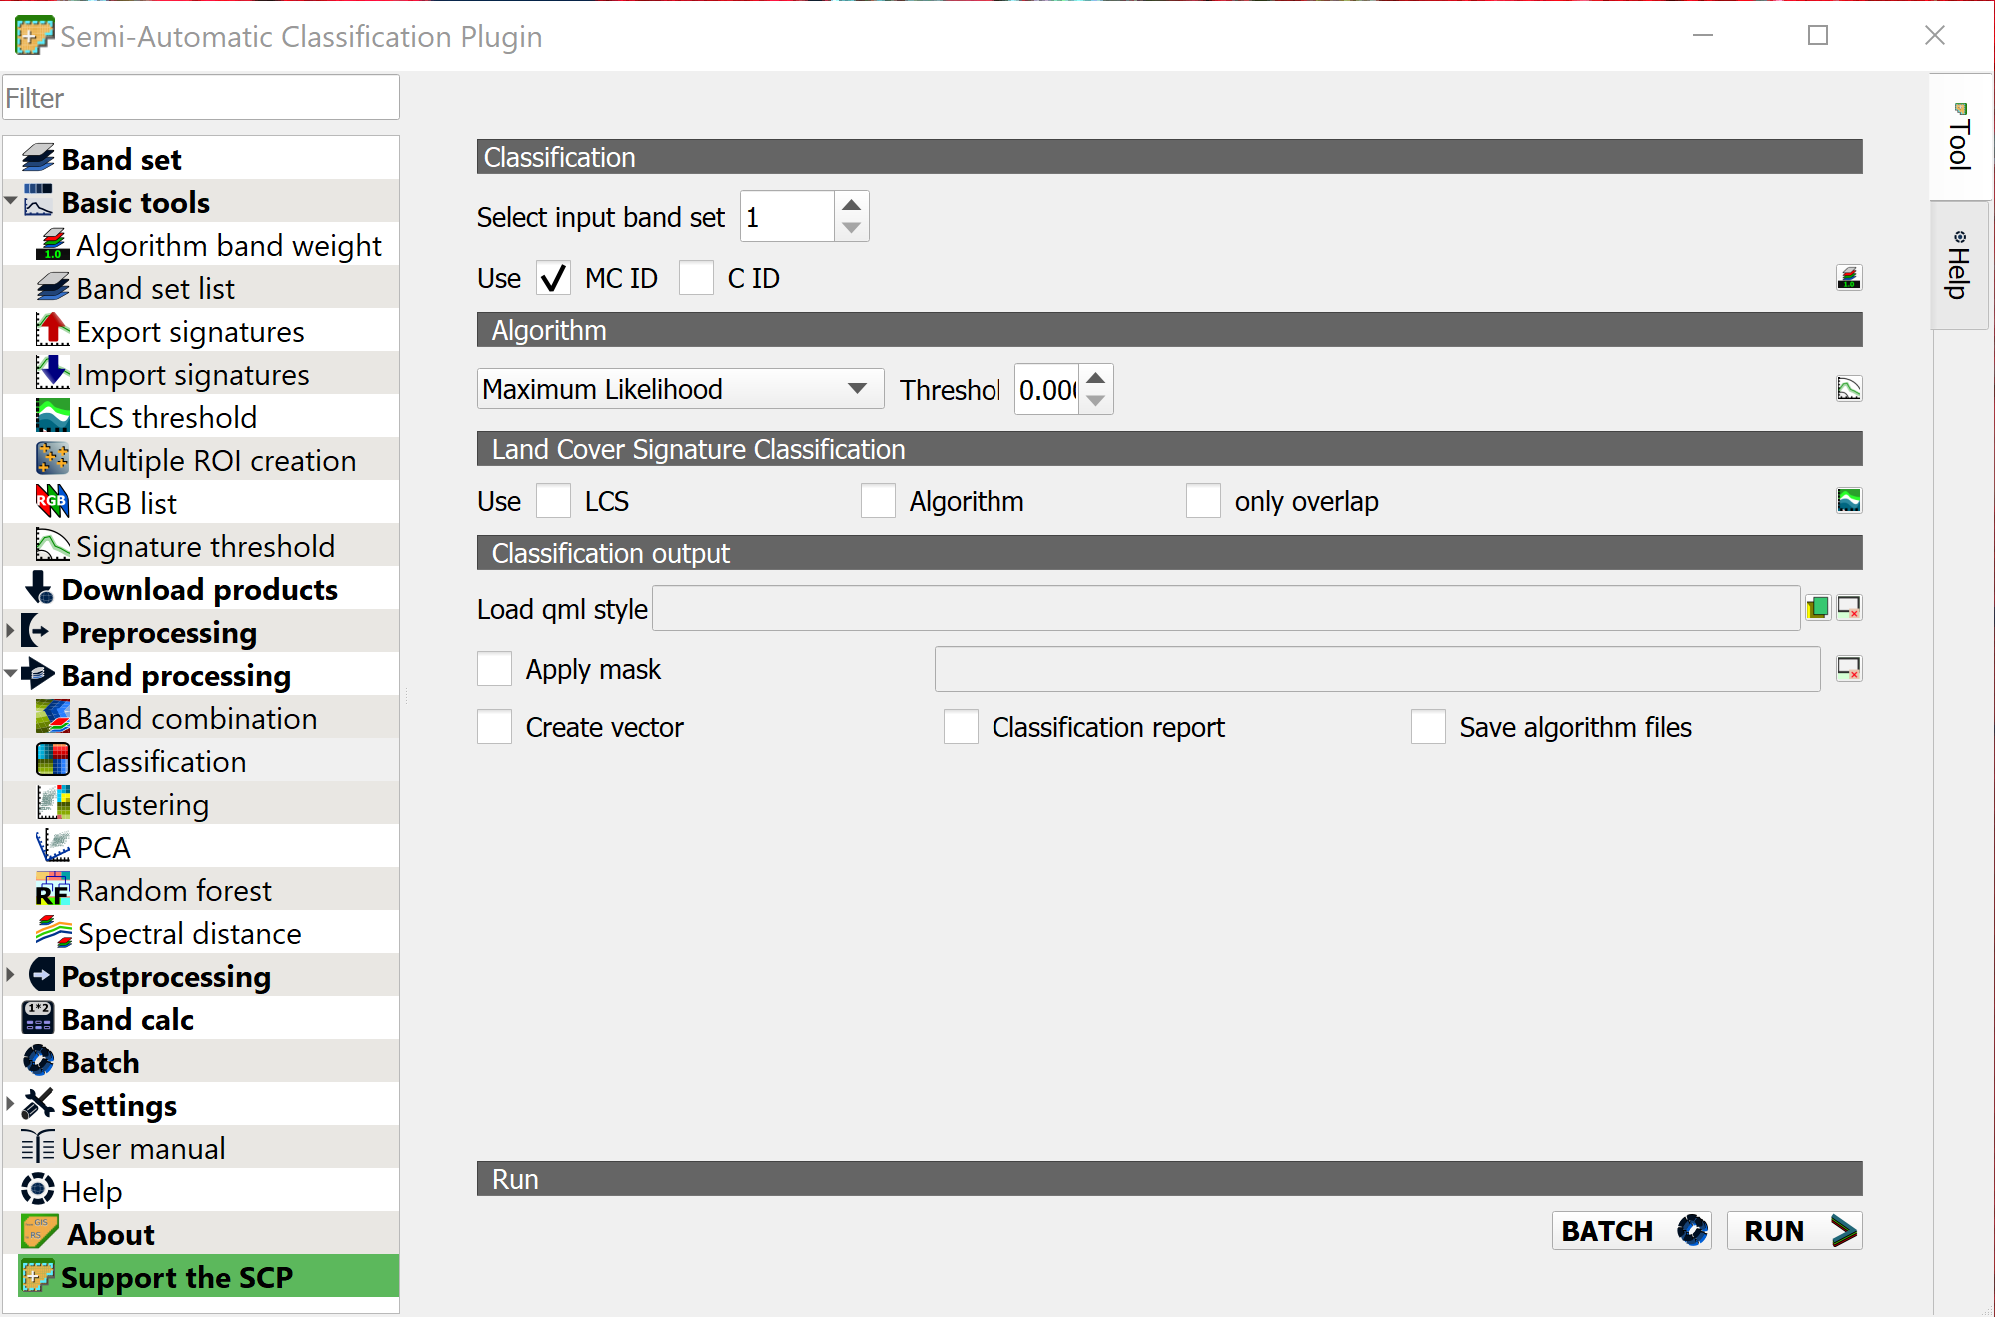 Semi-Automatic Classification Plugin
Filter
Band set
Basic tools
Algorithm band weight
Band set list
Export signatures
Import signatures
LCS threshold
Multiple ROI creation
RGB list
Signature threshold
Download products
Preprocessing
Band processing
Band combination
Classification
Clustering
PCA
RF Random forest
Spectral distance
Postprocessing
Band calc
Batch
Settings
User manual
Help
About
Support the SCP
Classification
Select input band set 1
Use MC ID C ID
Algorithm
Maximum Likelihood Threshol 0.000
Land Cover Signature Classification
Use LCS Algorithm only overlap
Classification output
Load qml style
Apply mask
Create vector Classification report Save algorithm files
Run
BATCH RUN
Tool
Help